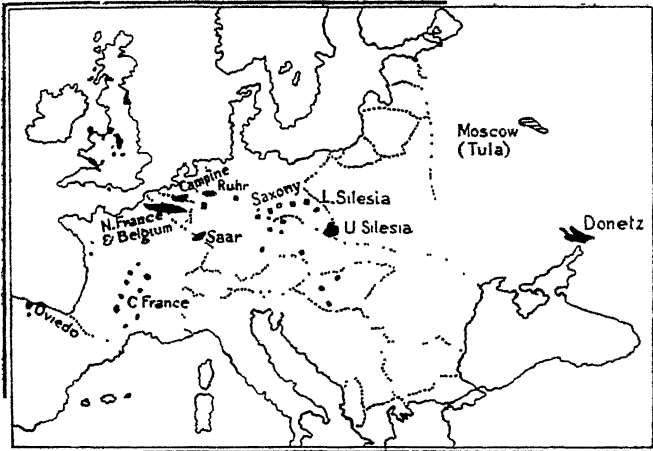 Moscow
(Tula)
Campine
Ruhr
Saxony
L. Silesia
N. France
& Belgium
U Silesia
Donetz
Saar
C France
Oviedo